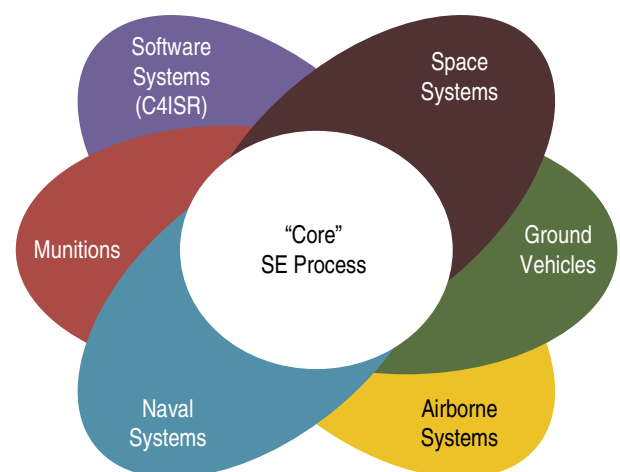 Software
Systems
(C4ISR)
Space
Systems
Munitions
“Core”
SE Process
Ground
Vehicles
Naval
Systems
Airborne
Systems